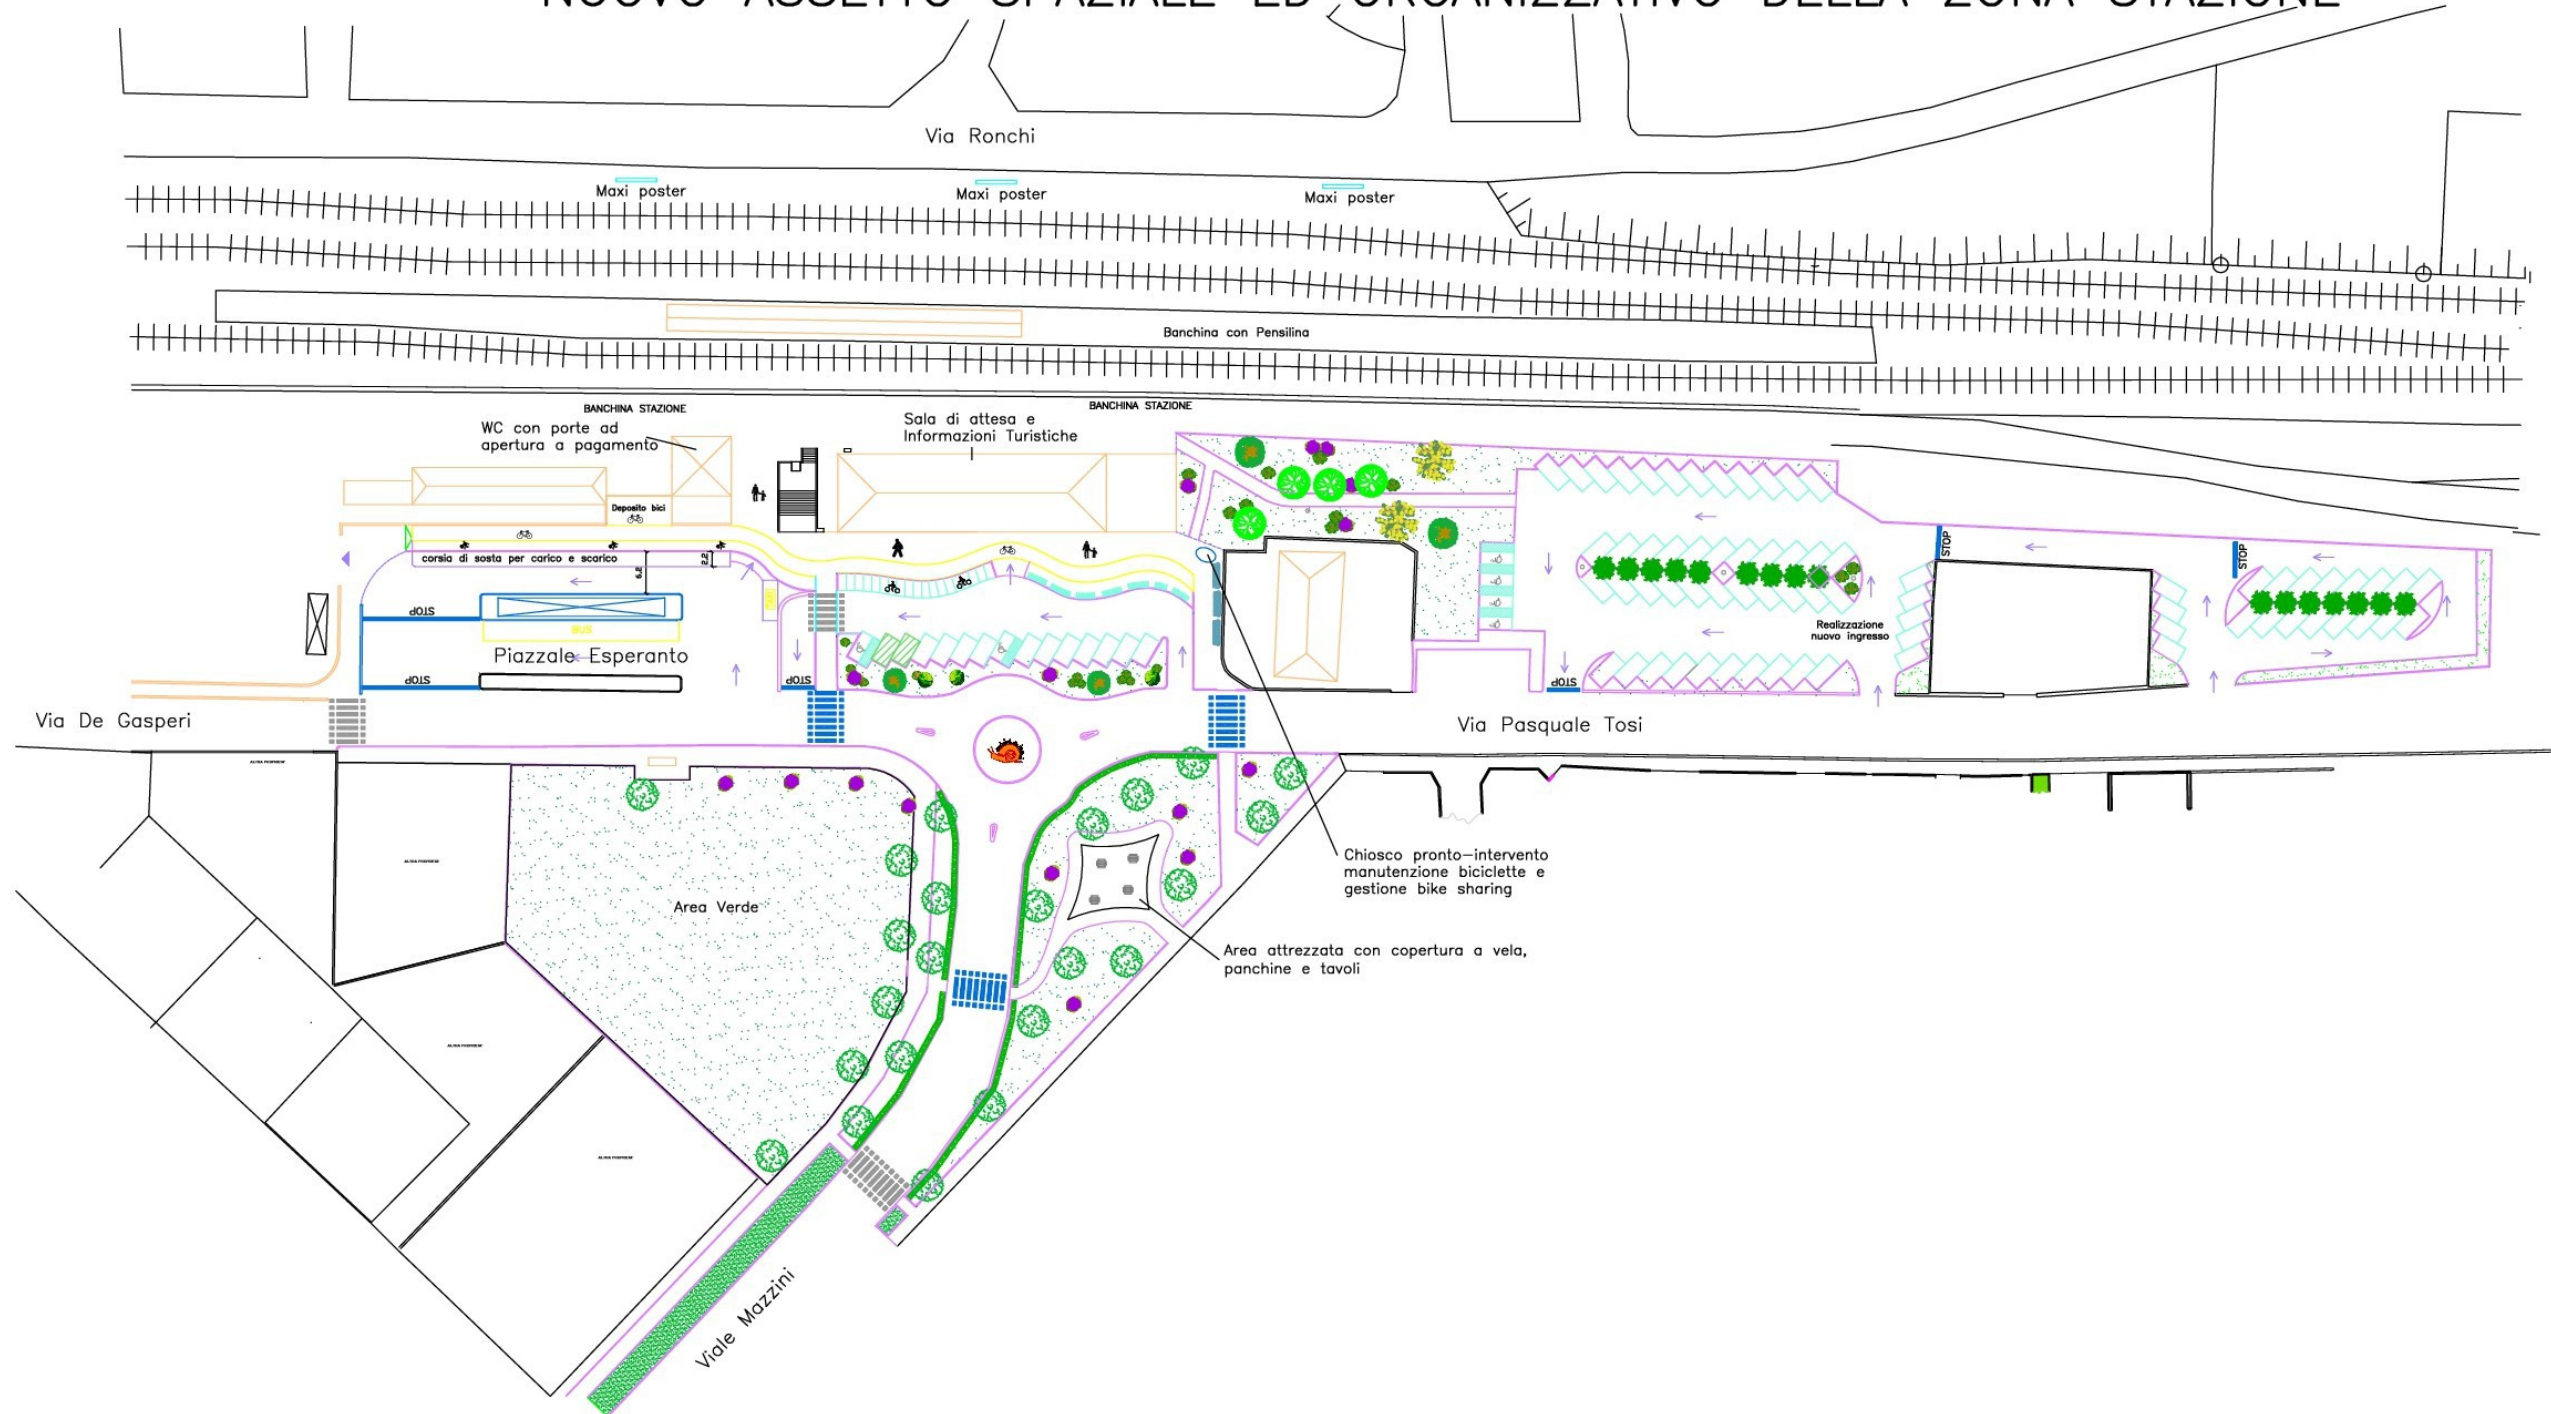 NUOVO ASSETTO SPAZIALE ED ORGANIZZATIVO DELLA ZONA STAZIONE
Via Ronchi
Maxi poster
Maxi poster
Maxi poster
Banchina con Pensilina
BANCHINA STAZIONE
BANCHINA STAZIONE
WC con porte ad
apertura a pagamento
Sala di attesa e
Informazioni Turistiche
Deposito bici
corsia di sosta per carico e scarico
2,2
6,2
STOP
STOP
STOP
BUS
Piazzale Esperanto
STOP
STOP
STOP
Realizzazione
nuovo ingresso
Via De Gasperi
Via Pasquale Tosi
Area Verde
Chiosco pronto-intervento
manutenzione biciclette e
gestione bike sharing
Area attrezzata con copertura a vela,
panchine e tavoli
Viale Mazzini